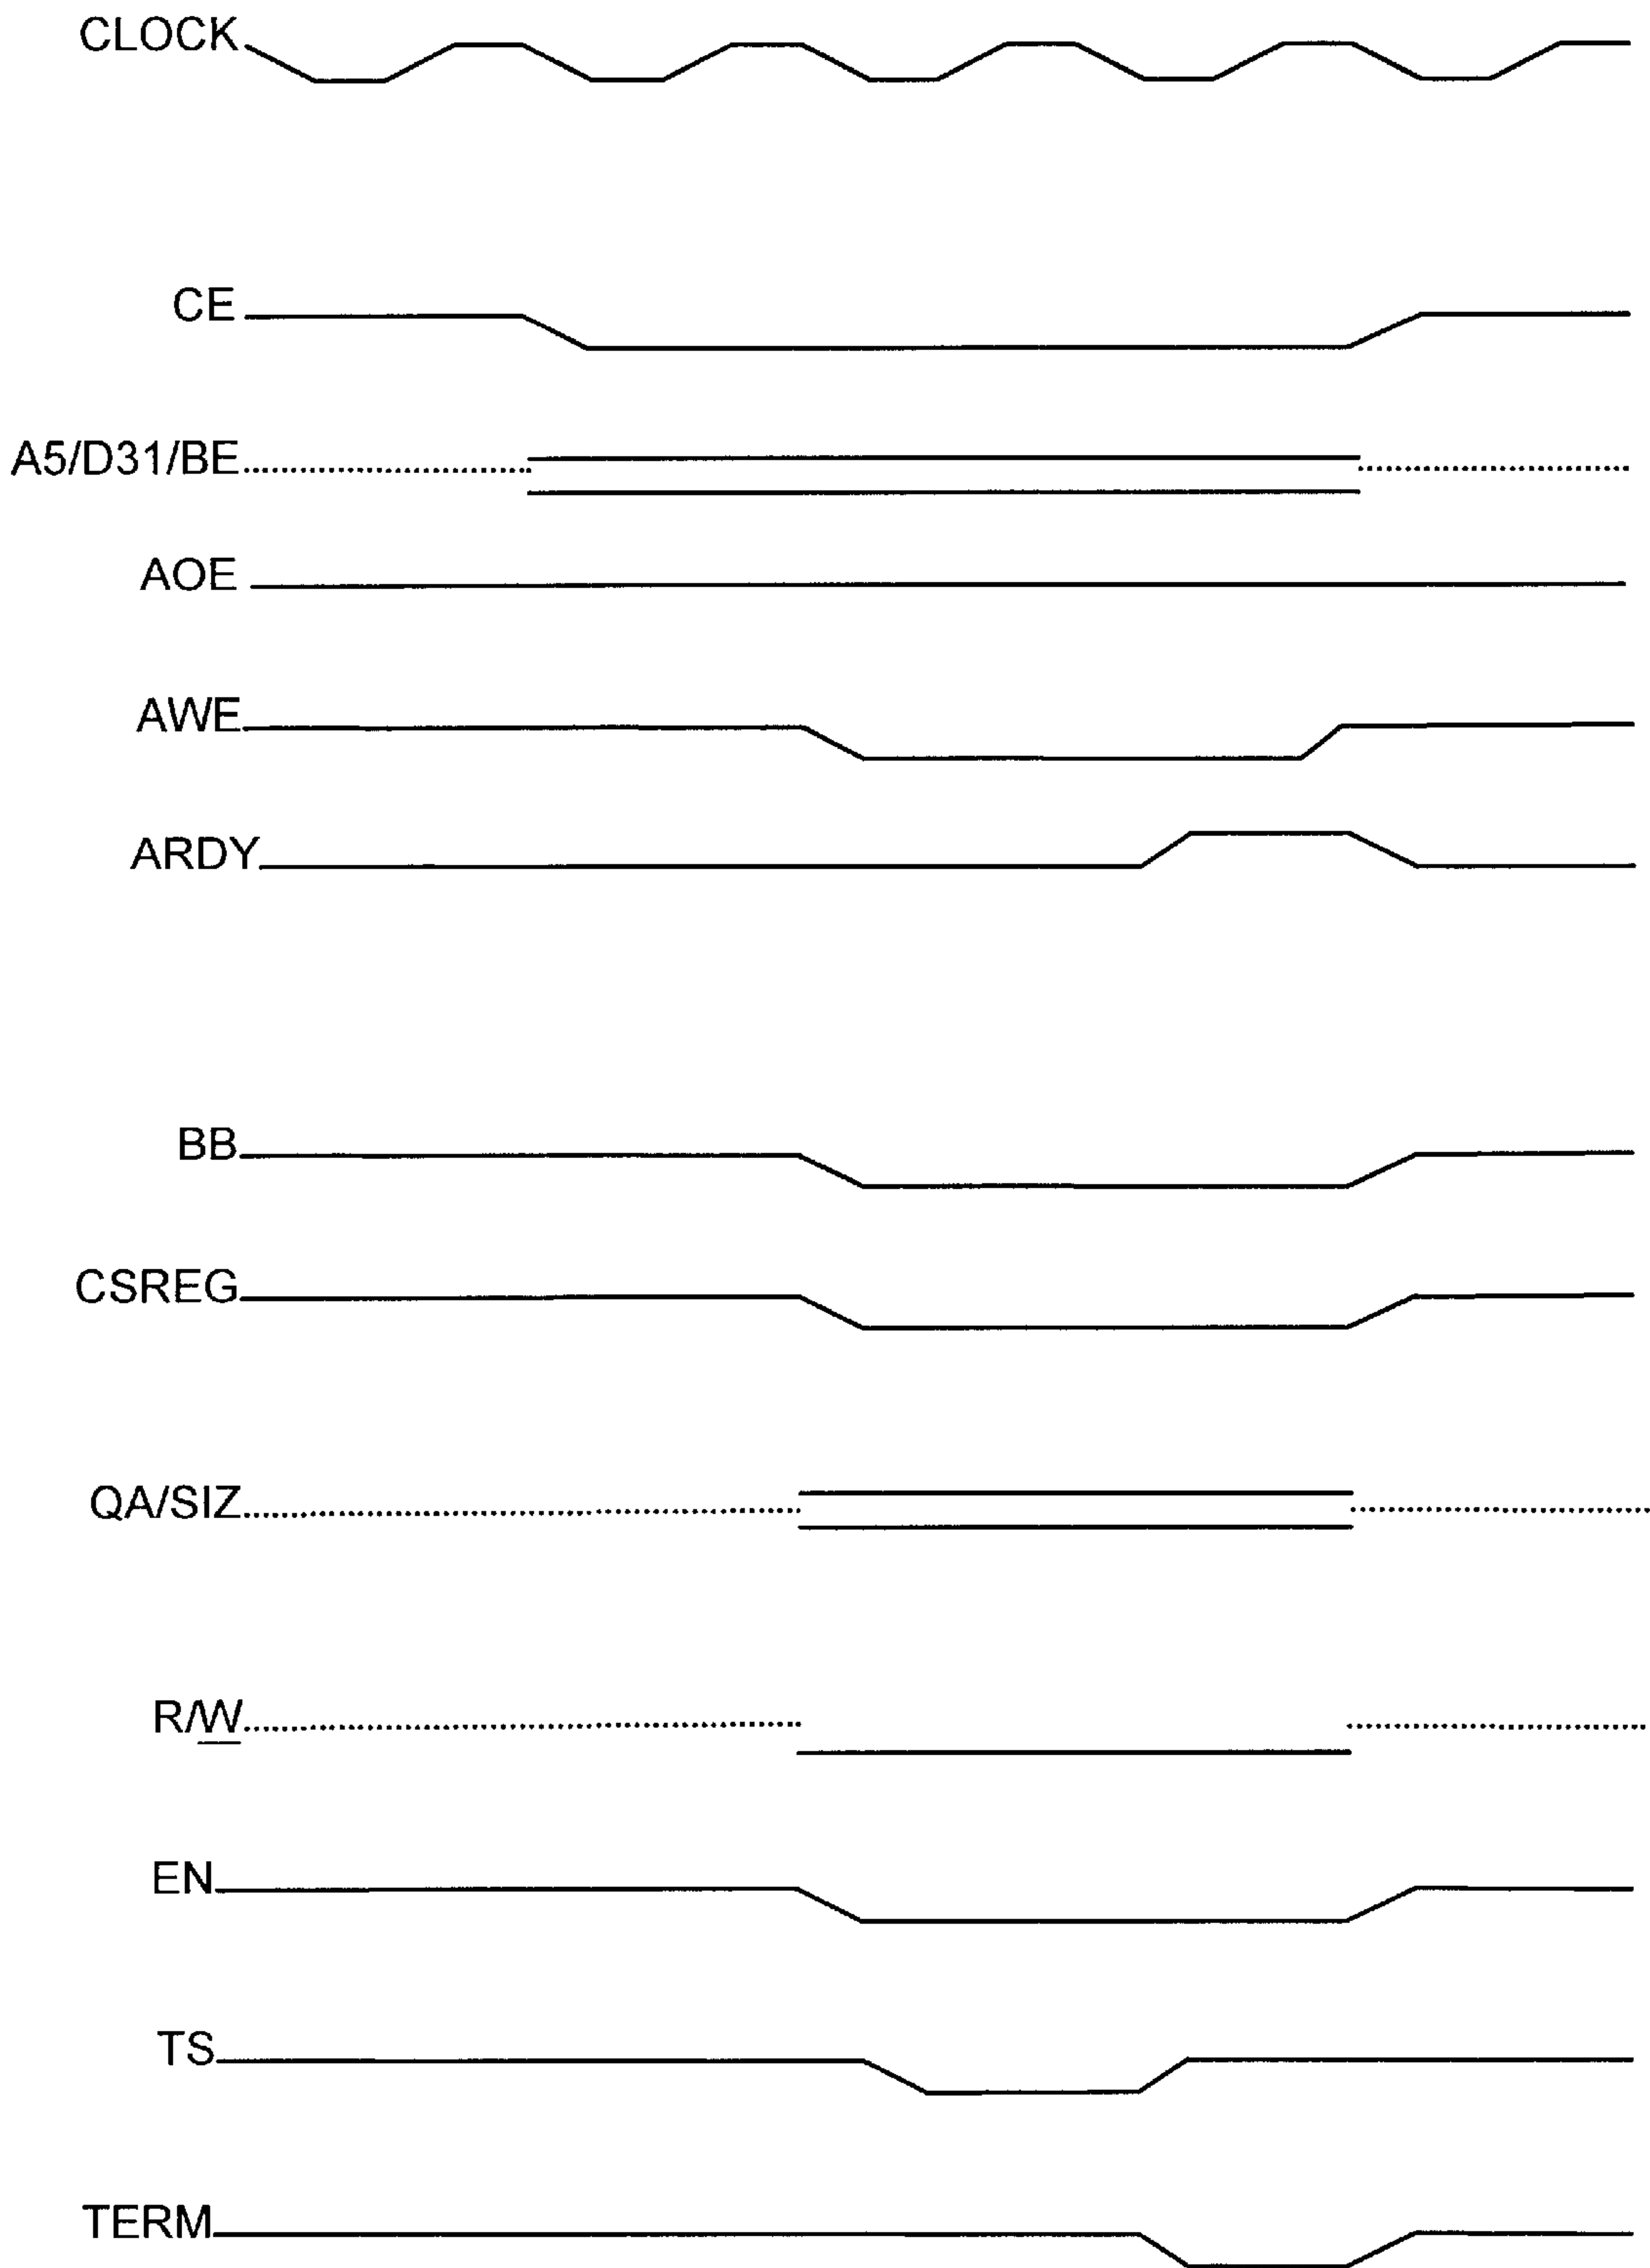 CLOCK
CE
A5/D31/BE
AOE
AWE
ARDY
BB
CSREG
QA/SIZ
R/W
EN
TS
TERM